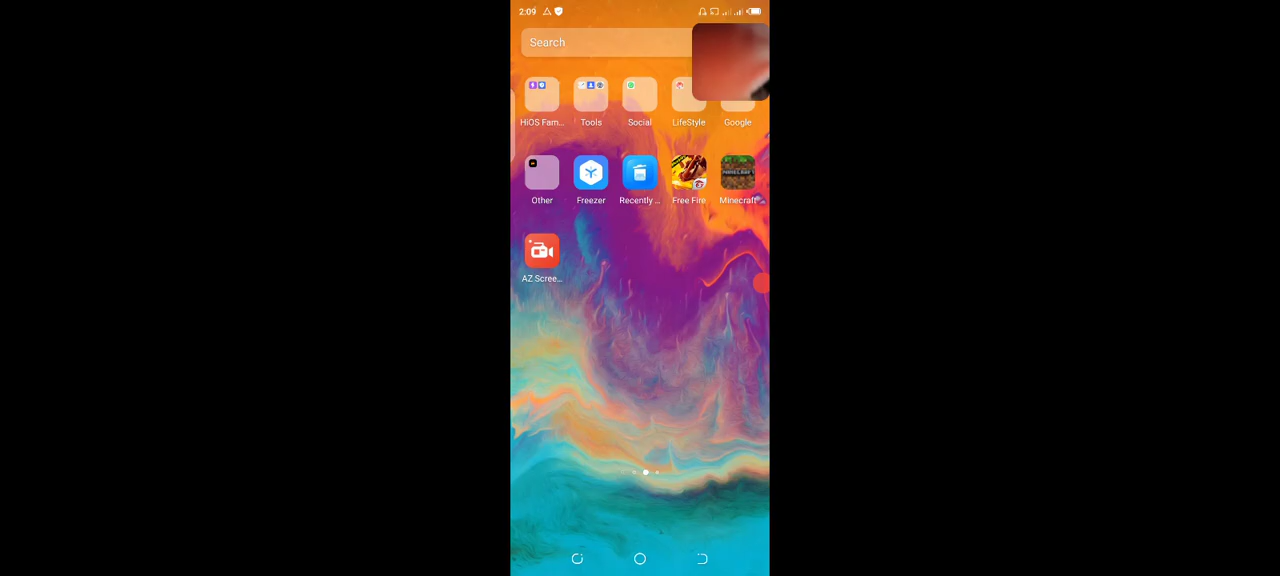 2:09
Search
HiOS Fam...
Tools
Social
LifeStyle
Google
Other
Freezer
Recently ...
Free Fire
Minecraft
AZ Scree...